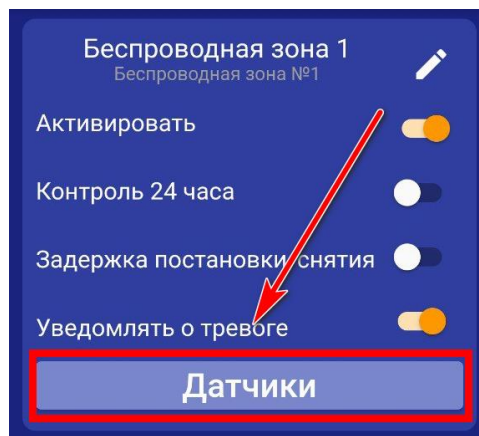 Беспроводная зона 1
Беспроводная зона №1
Активировать
Контроль 24 часа
Задержка постановки/снятия
Уведомлять о тревоге
Датчики